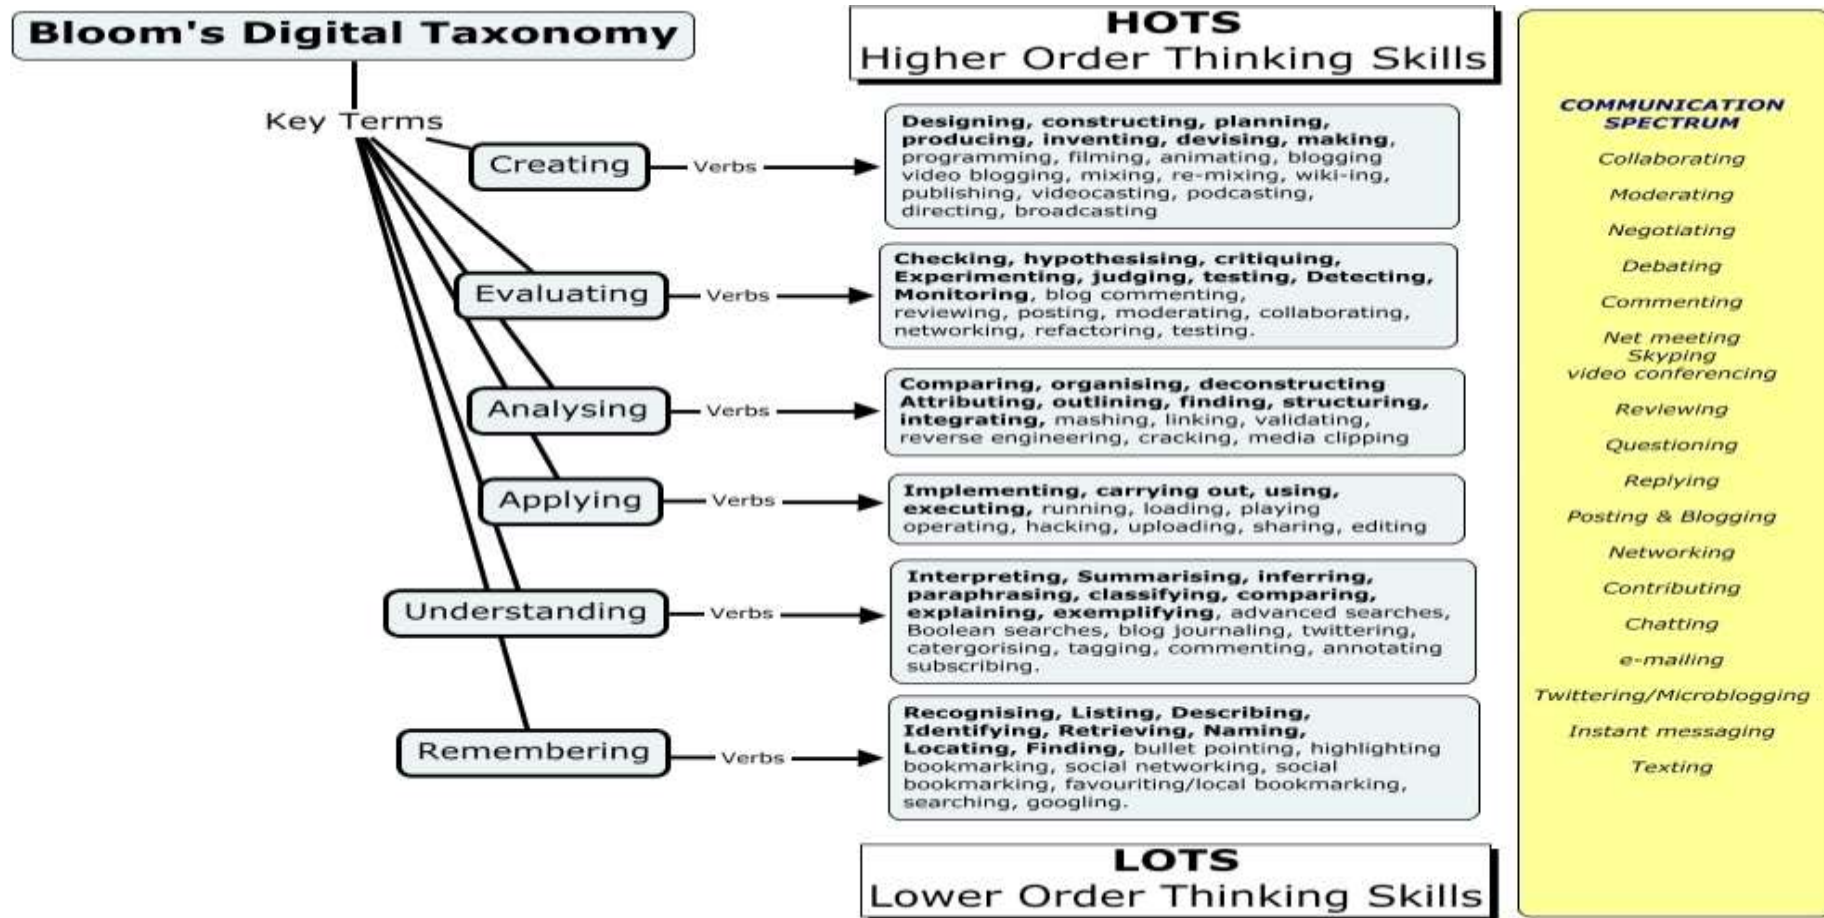 Bloom's Digital Taxonomy
Key Terms
HOTS
Higher Order Thinking Skills
Creating
Verbs
Designing, constructing, planning,
producing, inventing, devising, making,
programming, filming, animating, blogging
video blogging, mixing, re-mixing, wiki-ing,
publishing, videocasting, podcasting,
directing, broadcasting
Evaluating
Verbs
Checking, hypothesising, critiquing,
Experimenting, judging, testing, Detecting,
Monitoring, blog commenting,
reviewing, posting, moderating, collaborating,
networking, refactoring, testing.
Analysing
Verbs
Comparing, organising, deconstructing
Attributing, outlining, finding, structuring,
integrating, mashing, linking, validating,
reverse engineering, cracking, media clipping
Applying
Verbs
Implementing, carrying out, using,
executing, running, loading, playing
operating, hacking, uploading, sharing, editing
Understanding
Verbs
Interpreting, Summarising, inferring,
paraphrasing, classifying, comparing,
explaining, exemplifying, advanced searches,
Boolean searches, blog journaling, twittering,
catergorising, tagging, commenting, annotating
subscribing.
Remembering
Verbs
Recognising, Listing, Describing,
Identifying, Retrieving, Naming,
Locating, Finding, bullet pointing, highlighting
bookmarking, social networking, social
bookmarking, favouriting/local bookmarking,
searching, googling.
LOTS
Lower Order Thinking Skills
COMMUNICATION
SPECTRUM
Collaborating
Moderating
Negotiating
Debating
Commenting
Net meeting
Skyping
video conferencing
Reviewing
Questioning
Replying
Posting & Blogging
Networking
Contributing
Chatting
e-mailing
Twittering/Microblogging
Instant messaging
Texting